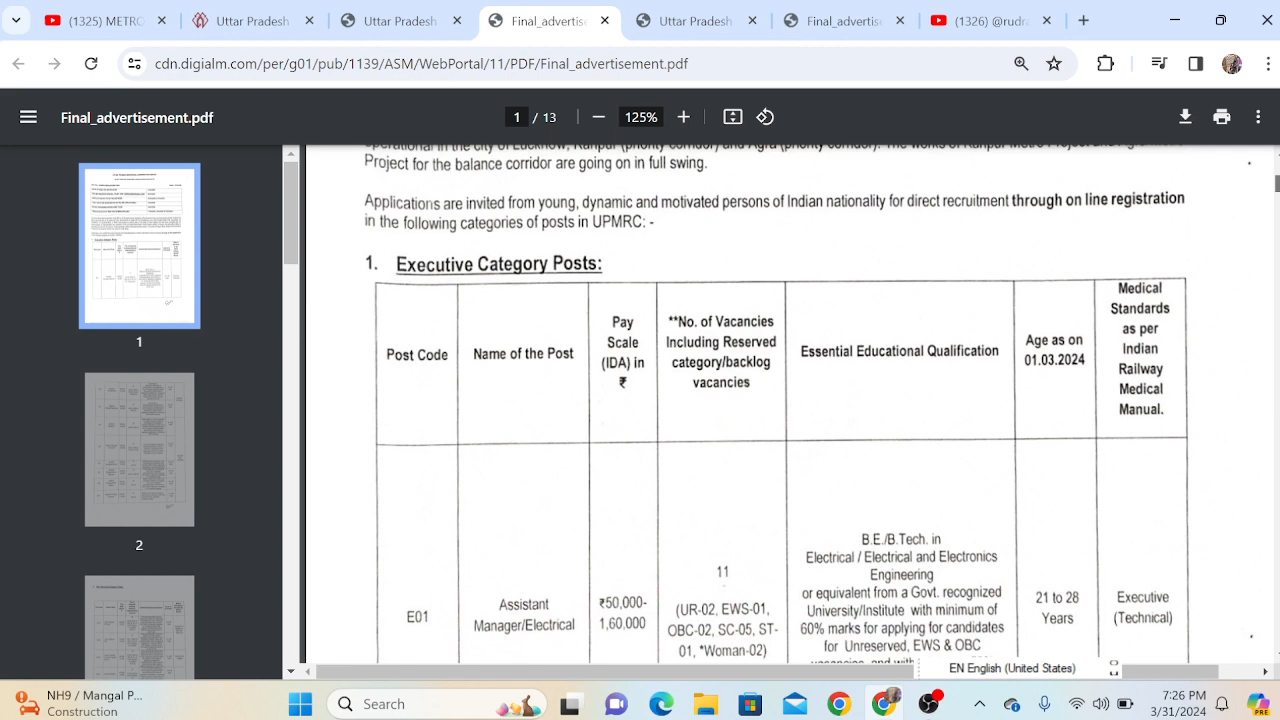 (1325) METRO
Uttar Pradesh
Uttar Pradesh
Final_advertise
Uttar Pradesh
Final_advertise
(1326) @rudra
cdn.digialm.com/per/g01/pub/1139/ASM/WebPortal/11/PDF/Final_advertisement.pdf
Final_advertisement.pdf
1 / 13
125%
Project for the balance corridor are going on in full swing.
Applications are invited from young, dynamic and motivated persons of Indian nationality for direct recruitment through on line registration
in the following categories of posts in UPMRC: -
1. Executive Category Posts:
Post Code
Name of the Post
Pay
Scale
(IDA) in
₹
**No. of Vacancies
Including Reserved
category/backlog
vacancies
Essential Educational Qualification
Age as on
01.03.2024
Medical
Standards
as per
Indian
Railway
Medical
Manual.
E01
Assistant
Manager/Electrical
₹50,000-
1,60,000
11
(UR-02, EWS-01,
OBC-02, SC-05, ST-
01, *Woman-02)
B.E./B.Tech. in
Electrical / Electrical and Electronics
Engineering
or equivalent from a Govt. recognized
University/Institute with minimum of
60% marks for applying for candidates
for Unreserved, EWS & OBC
21 to 28
Years
Executive
(Technical)
1
2
EN English (United States)
NH9 / Mangal P...
Construction
Search
7:26 PM
3/31/2024
PRE